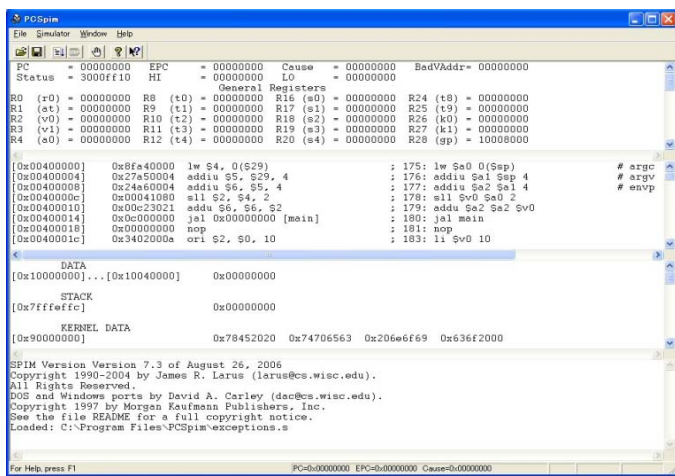 PCSpim
File Simulator Window Help
PC = 00000000 EPC = 00000000 Cause = 00000000 BadVAddr= 00000000
Status = 3000ff10 HI = 00000000 LO = 00000000
General Registers
R0 (r0) = 00000000 R8 (t0) = 00000000 R16 (s0) = 00000000 R24 (t8) = 00000000
R1 (at) = 00000000 R9 (t1) = 00000000 R17 (s1) = 00000000 R25 (t9) = 00000000
R2 (v0) = 00000000 R10 (t2) = 00000000 R18 (s2) = 00000000 R26 (k0) = 00000000
R3 (v1) = 00000000 R11 (t3) = 00000000 R19 (s3) = 00000000 R27 (k1) = 00000000
R4 (a0) = 00000000 R12 (t4) = 00000000 R20 (s4) = 00000000 R28 (gp) = 10008000
[0x00400000] 0x8fa40000 lw $4, 0($29) ; 175: lw $a0 0($sp) # argc
[0x00400004] 0x27a50004 addiu $5, $29, 4 ; 176: addiu $a1 $sp 4 # argv
[0x00400008] 0x24a60004 addiu $6, $5, 4 ; 177: addiu $a2 $a1 4 # envp
[0x0040000c] 0x00041080 sll $2, $4, 2 ; 178: sll $v0 $a0 2
[0x00400010] 0x00c23021 addu $6, $6, $2 ; 179: addu $a2 $a2 $v0
[0x00400014] 0x0c000000 jal 0x00000000 [main] ; 180: jal main
[0x00400018] 0x00000000 nop ; 181: nop
[0x0040001c] 0x3402000a ori $2, $0, 10 ; 183: li $v0 10
DATA
[0x10000000]...[0x10040000] 0x00000000
STACK
[0x7fffeffc] 0x00000000
KERNEL DATA
[0x90000000] 0x78452020 0x74706563 0x206e6f69 0x636f2000
SPIM Version Version 7.3 of August 26, 2006
Copyright 1990-2004 by James R. Larus (larus@cs.wisc.edu).
All Rights Reserved.
DOS and Windows ports by David A. Carley (dac@cs.wisc.edu).
Copyright 1997 by Morgan Kaufmann Publishers, Inc.
See the file README for a full copyright notice.
Loaded: C:\Program Files\PCSpim\exceptions.s
For Help, press F1 PC=0x00000000 EPC=0x00000000 Cause=0x00000000